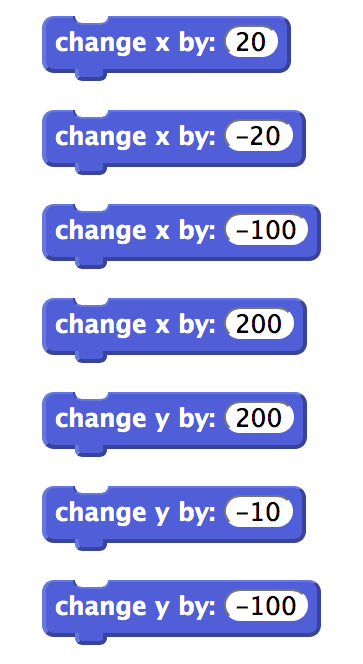 change x by: 20
change x by: -20
change x by: -100
change x by: 200
change y by: 200
change y by: -10
change y by: -100